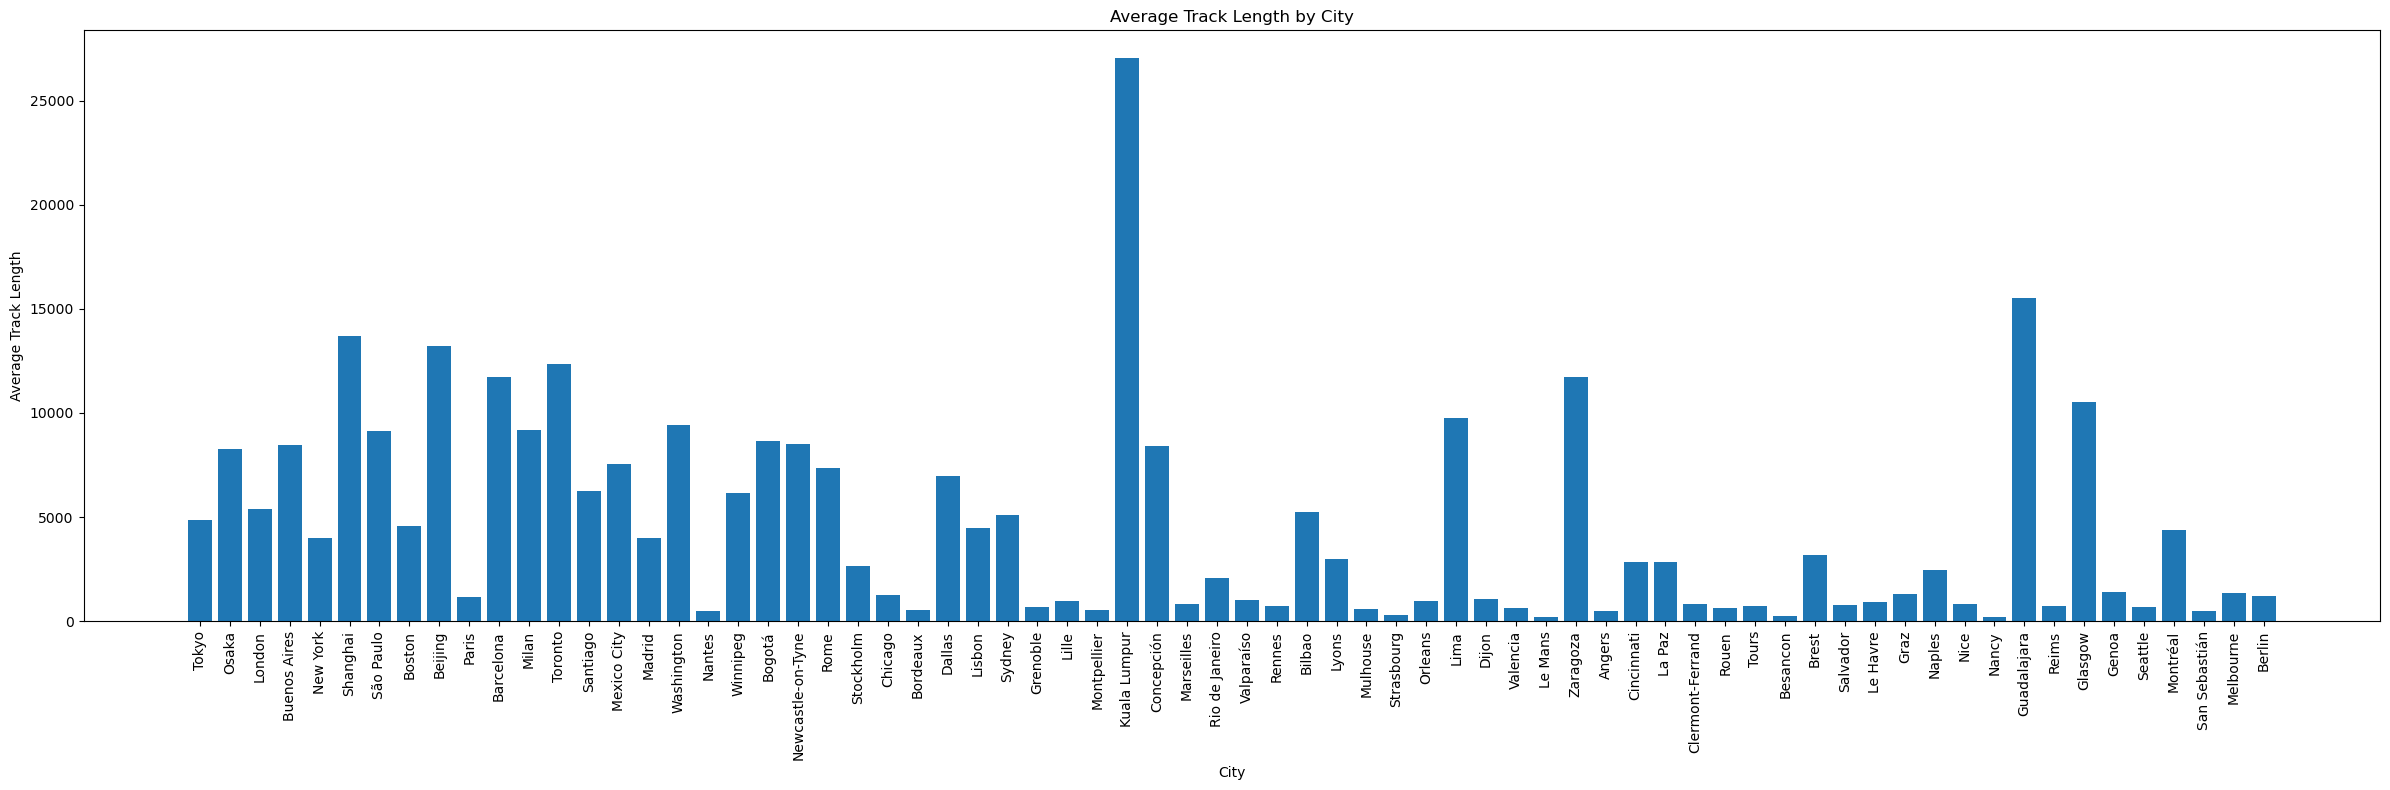 Average Track Length by City
Average Track Length
25000
20000
15000
10000
5000
0
Tokyo
Osaka
London
Buenos Aires
New York
Shanghai
São Paulo
Boston
Beijing
Paris
Barcelona
Milan
Toronto
Santiago
Mexico City
Madrid
Washington
Nantes
Winnipeg
Bogotá
Newcastle-on-Tyne
Rome
Stockholm
Chicago
Bordeaux
Dallas
Lisbon
Sydney
Grenoble
Lille
Montpellier
Kuala Lumpur
Concepción
Marseilles
Rio de Janeiro
Valparaíso
Rennes
Bilbao
Lyons
Mulhouse
Strasbourg
Orleans
Lima
Dijon
Valencia
Le Mans
Zaragoza
Angers
Cincinnati
La Paz
Clermont-Ferrand
Rouen
Tours
Besancon
Brest
Salvador
Le Havre
Graz
Naples
Nice
Nancy
Guadalajara
Reims
Glasgow
Genoa
Seattle
Montréal
San Sebastián
Melbourne
Berlin
City